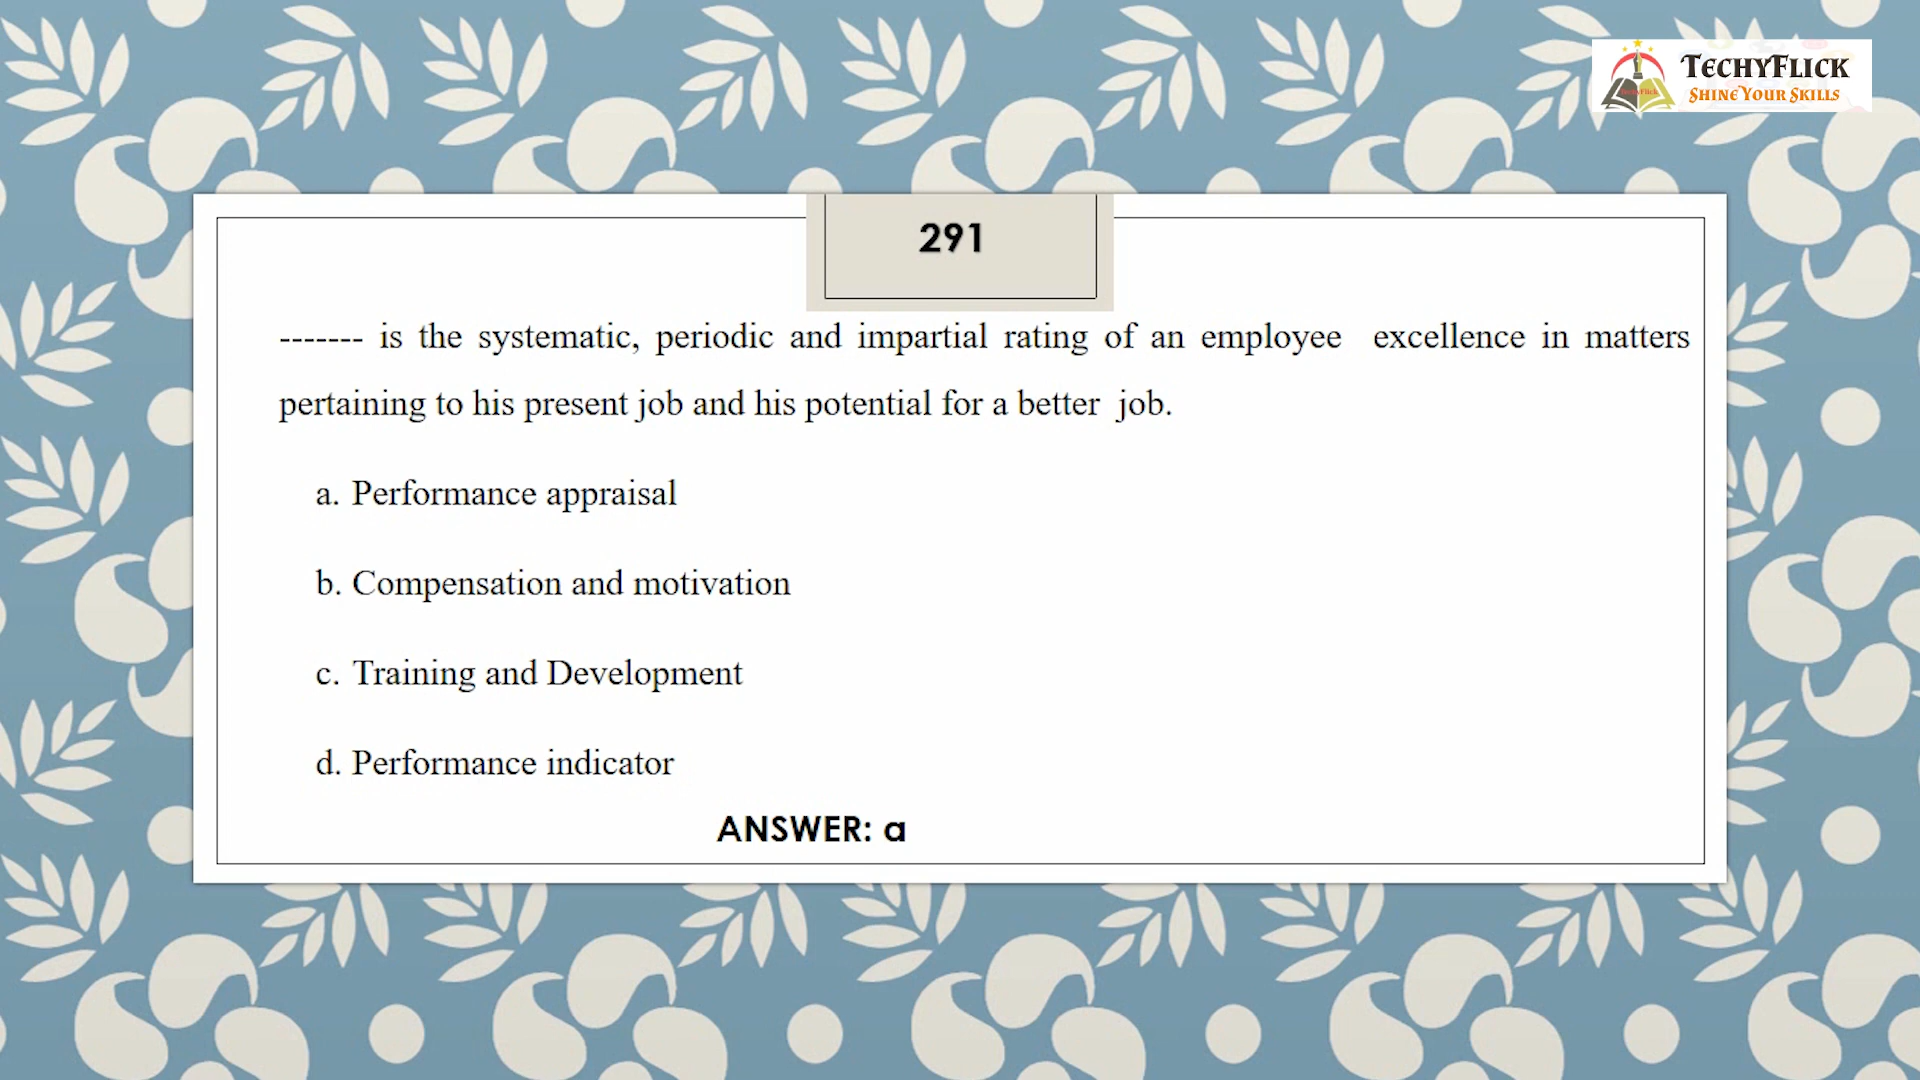 TECHYFLICK
SHINE YOUR SKILLS
291
------- is the systematic, periodic and impartial rating of an employee excellence in matters
pertaining to his present job and his potential for a better job.
a. Performance appraisal
b. Compensation and motivation
c. Training and Development
d. Performance indicator
ANSWER: a